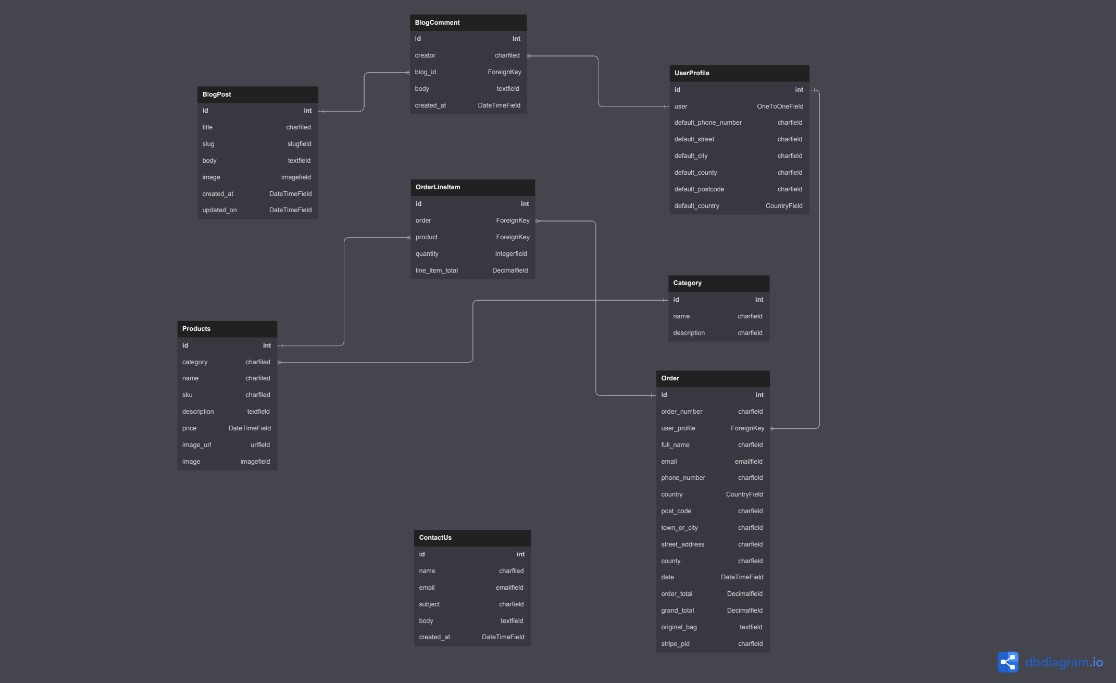 BlogComment
id int
creator charfiled
blog_id ForeignKey
body textfield
created_at DateTimeField
UserProfile
id int
user OneToOneField
default_phone_number charfield
default_street charfield
default_city charfield
default_county charfield
default_postcode charfield
default_country CountryField
BlogPost
id int
title charfiled
slug slugfield
body textfield
image imagefield
created_at DateTimeField
updated_on DateTimeField
OrderLineItem
id int
order ForeignKey
product ForeignKey
quantity integerfield
line_item_total Decimalfield
Category
id int
name charfield
description charfield
Products
id int
category charfiled
name charfiled
sku charfiled
description textfield
price DateTimeField
image_url urlfield
image imagefield
Order
id int
order_number charfield
user_profile ForeignKey
full_name charfield
email emailfield
phone_number charfield
country CountryField
post_code charfield
town_or_city charfield
street_address charfield
county charfield
date DateTimeField
order_total Decimalfield
grand_total Decimalfield
original_bag textfield
stripe_pid charfield
ContactUs
id int
name charfiled
email emailfield
subject charfield
body textfield
created_at DateTimeField
dbdiagram.io